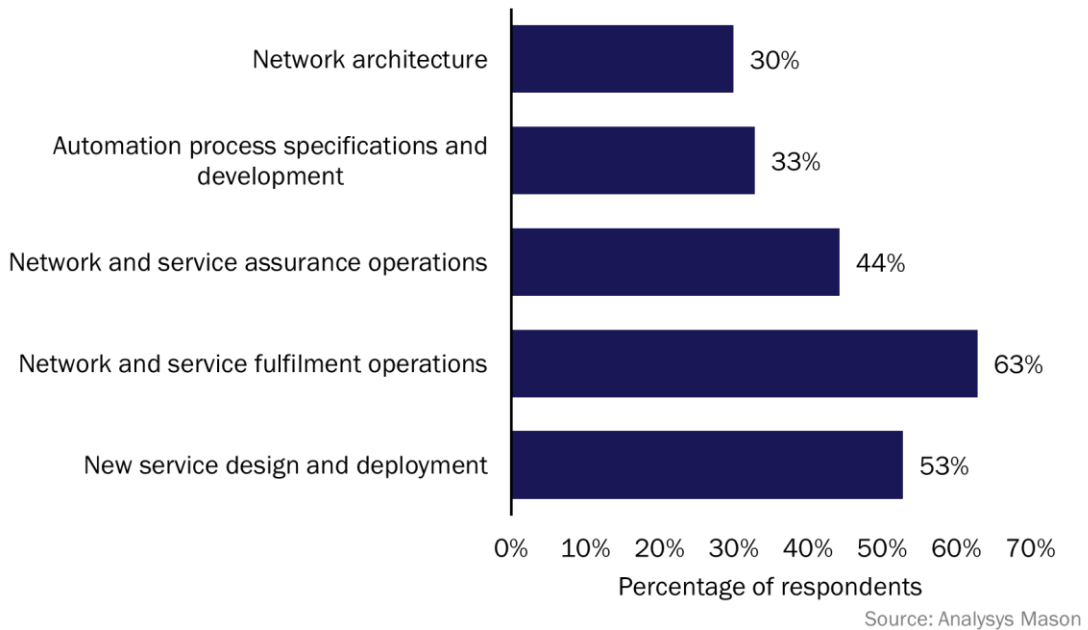 Network architecture
30%
Automation process specifications and
development
33%
Network and service assurance operations
44%
Network and service fulfilment operations
63%
New service design and deployment
53%
0% 10% 20% 30% 40% 50% 60% 70%
Percentage of respondents
Source: Analysys Mason